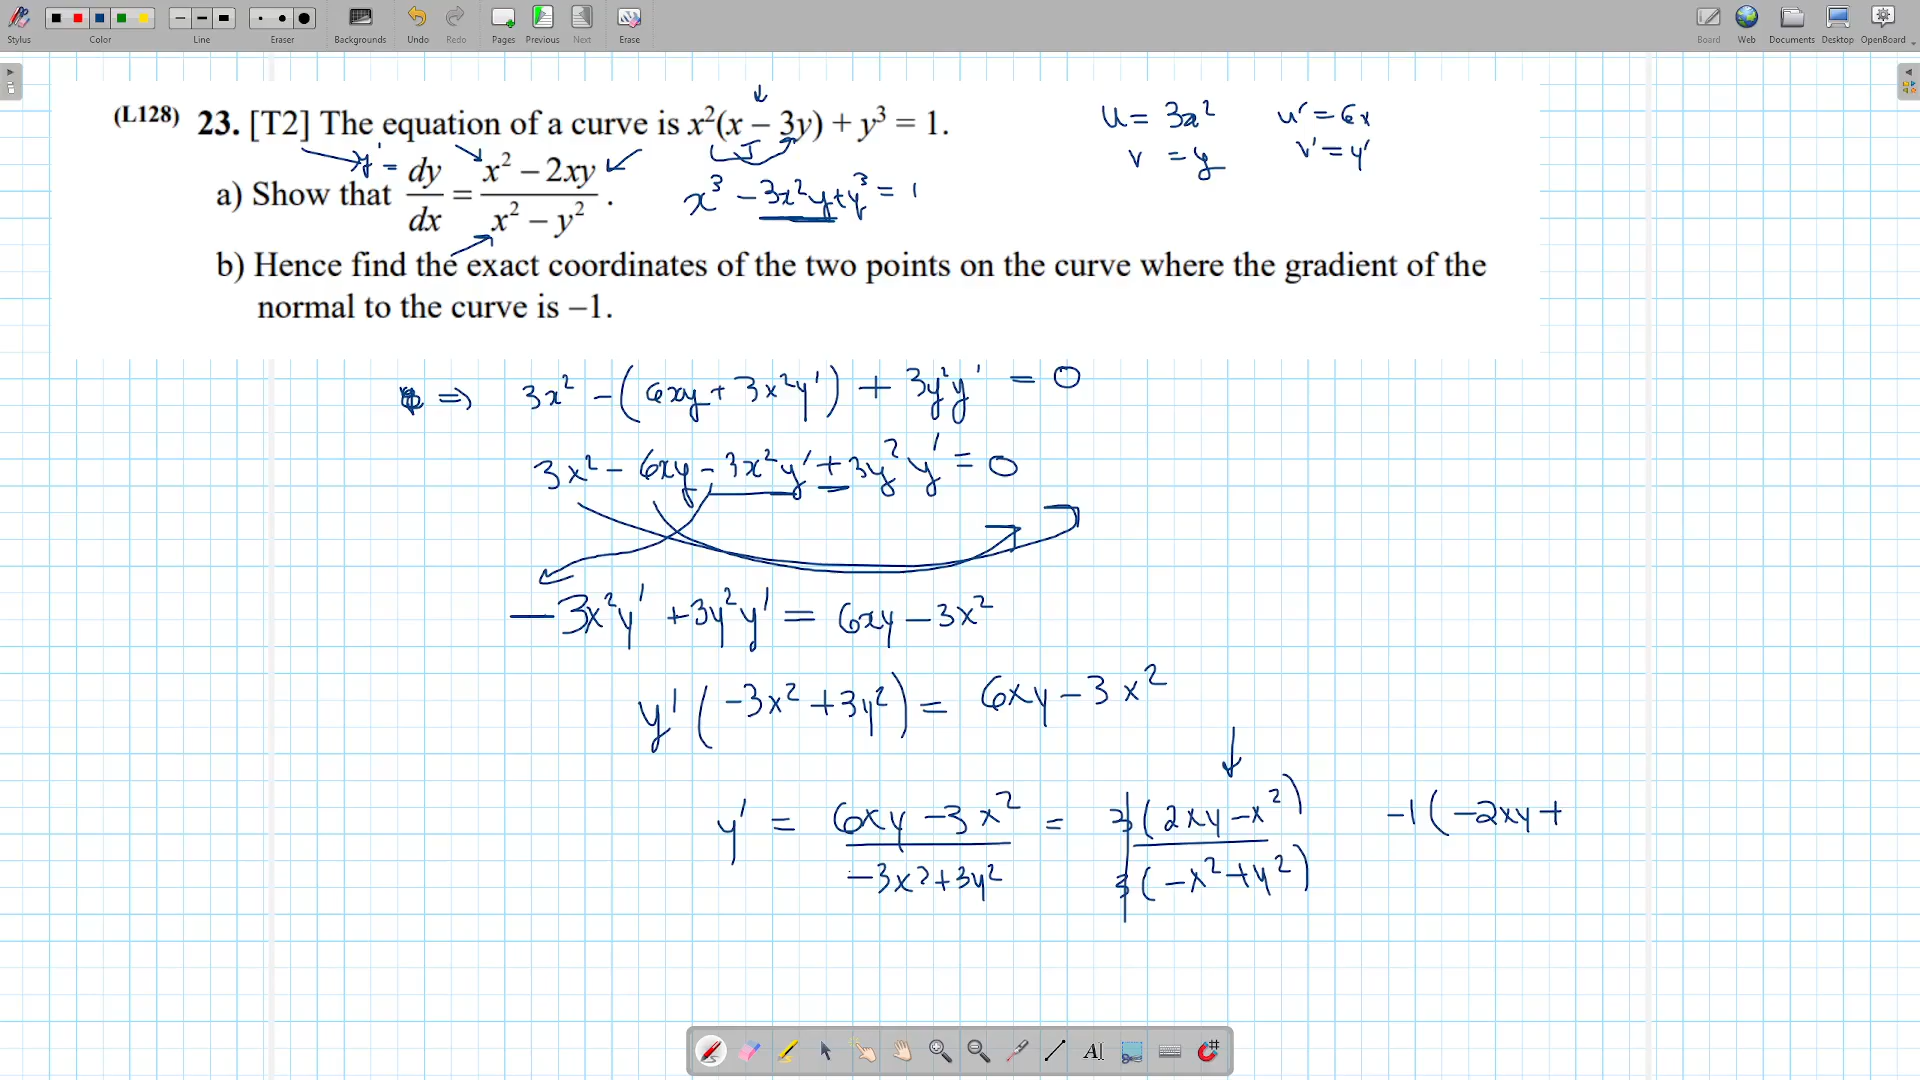 Stylus Color Line Eraser Backgrounds Undo Redo Pages Previous Next Erase Board Web Documents Desktop OpenBoard
(L128) 23. [T2] The equation of a curve is x²(x – 3y) + y³ = 1.
u = 3x² u' = 6x
v = y v' = y'
y' =
a) Show that dy/dx = (x² – 2xy)/(x² – y²) .
x³ – 3x²y + y³ = 1
b) Hence find the exact coordinates of the two points on the curve where the gradient of the
normal to the curve is –1.
⇒ 3x² – (6xy + 3x²y') + 3y²y' = 0
3x² – 6xy – 3x²y' + 3y²y' = 0
– 3x²y' + 3y²y' = 6xy – 3x²
y'(–3x² + 3y²) = 6xy – 3x²
y' = (6xy – 3x²)/(–3x² + 3y²) = 3(2xy – x²)/3(–x² + y²) -1(–2xy +